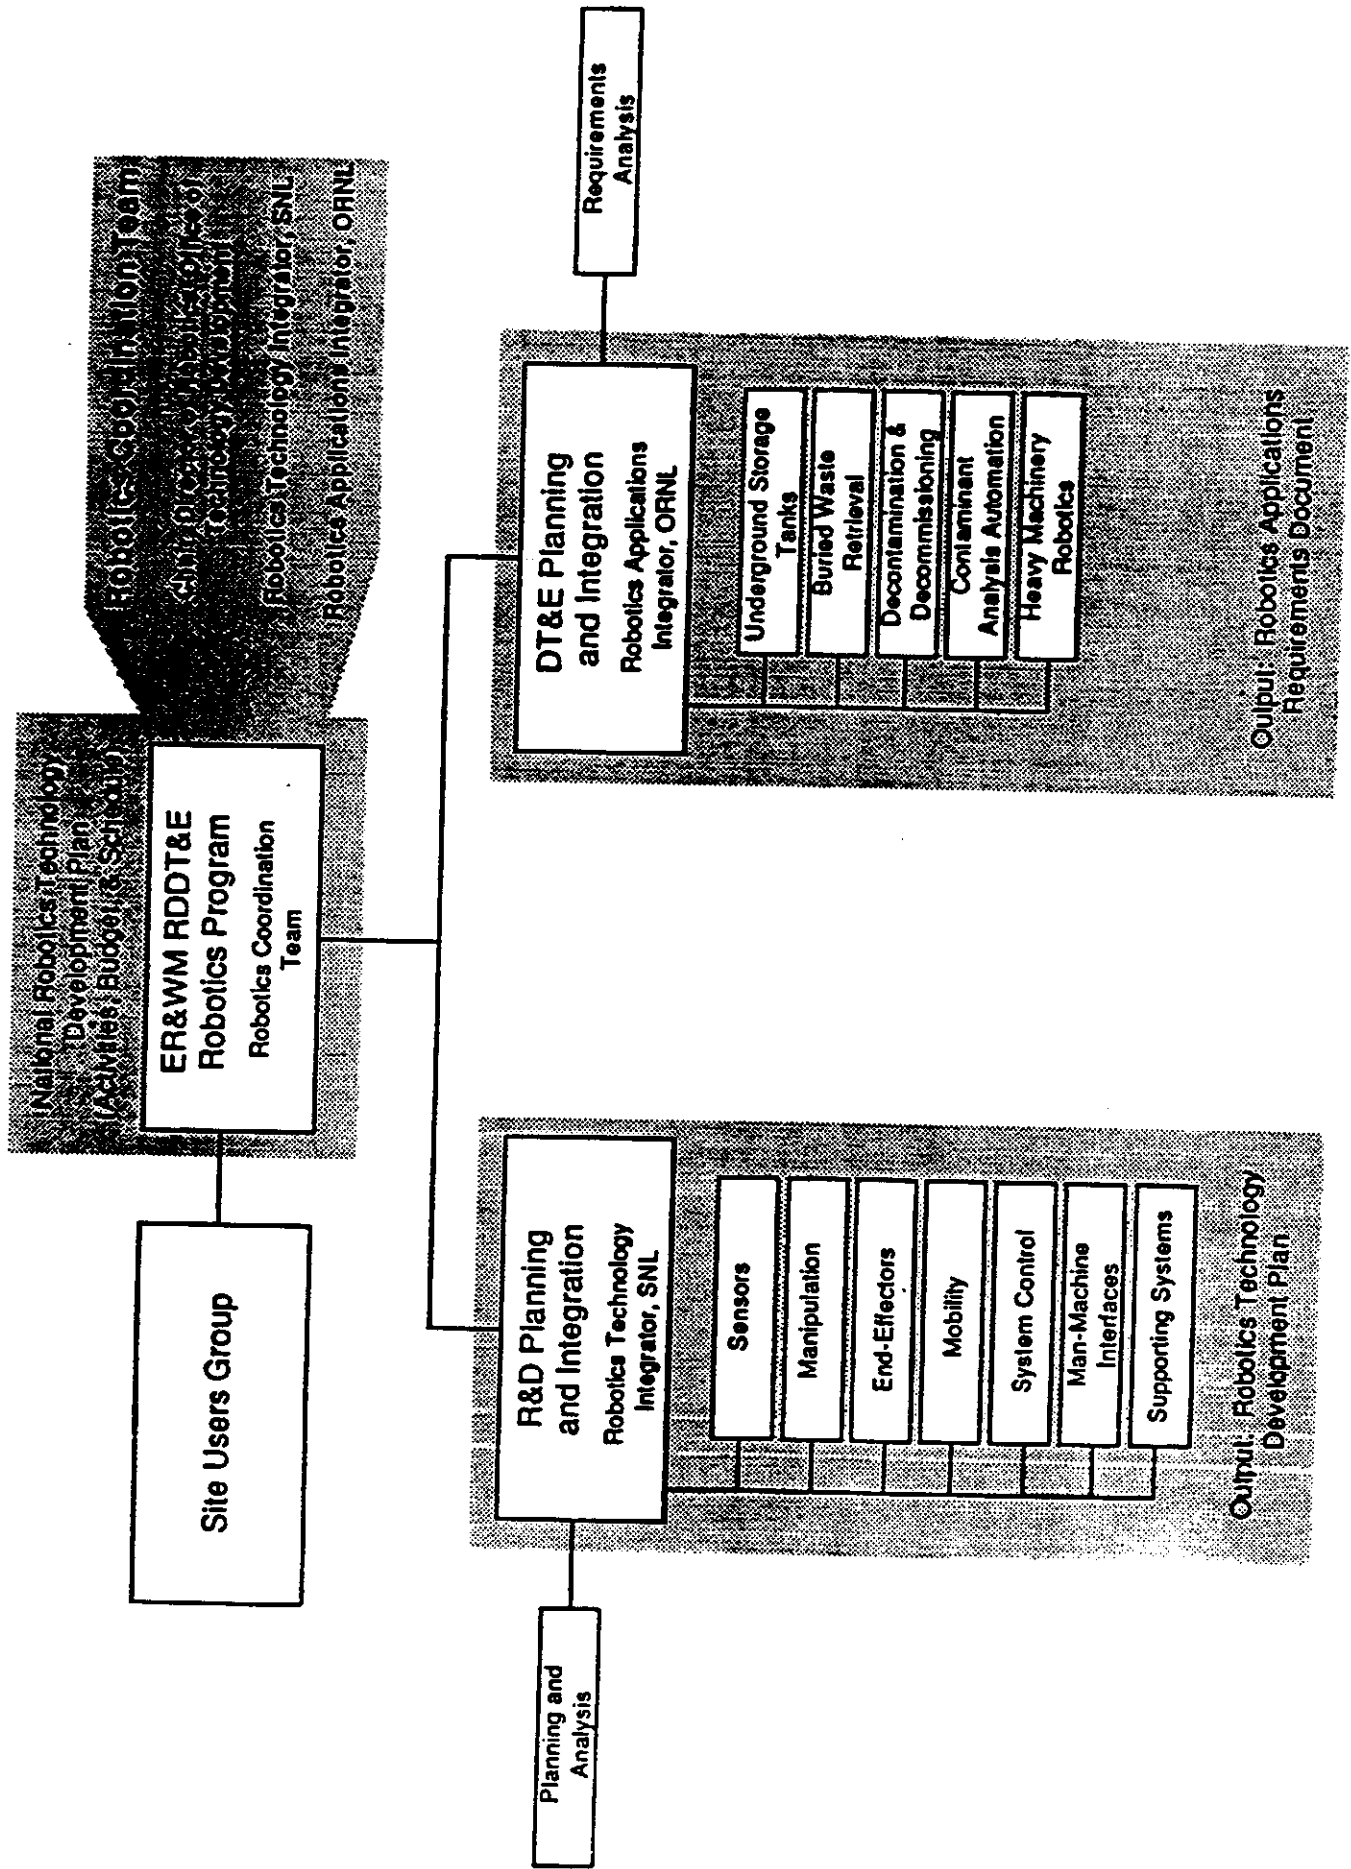 National Robotics Technology
Development Plan
(Activities, Budget, & Schedule)
Robotics Coordination Team
Technology Development
Robotics Technology Integrator, SNL
Robotics Applications Integrator, ORNL
Site Users Group
ER&WM RDDT&E
Robotics Program
Robotics Coordination
Team
Planning and
Analysis
R&D Planning
and Integration
Robotics Technology
Integrator, SNL
Sensors
Manipulation
End-Effectors
Mobility
System Control
Man-Machine
Interfaces
Supporting Systems
Output: Robotics Technology
Development Plan
DT&E Planning
and Integration
Robotics Applications
Integrator, ORNL
Requirements
Analysis
Underground Storage
Tanks
Buried Waste
Retrieval
Decontamination &
Decommissioning
Contaminant
Analysis Automation
Heavy Machinery
Robotics
Output: Robotics Applications
Requirements Document